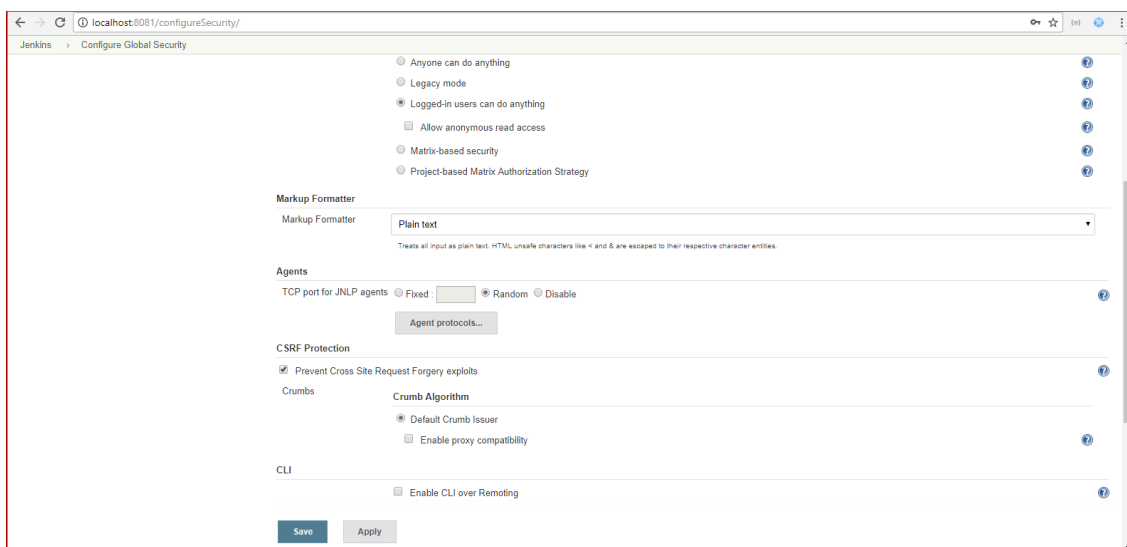 localhost:8081/configureSecurity/
Jenkins Configure Global Security
Anyone can do anything
Legacy mode
Logged-in users can do anything
Allow anonymous read access
Matrix-based security
Project-based Matrix Authorization Strategy
Markup Formatter
Markup Formatter Plain text
Treats all input as plain text. HTML unsafe characters like < and & are escaped to their respective character entities.
Agents
TCP port for JNLP agents Fixed : Random Disable
Agent protocols...
CSRF Protection
Prevent Cross Site Request Forgery exploits
Crumbs
Crumb Algorithm
Default Crumb Issuer
Enable proxy compatibility
CLI
Enable CLI over Remoting
Save Apply